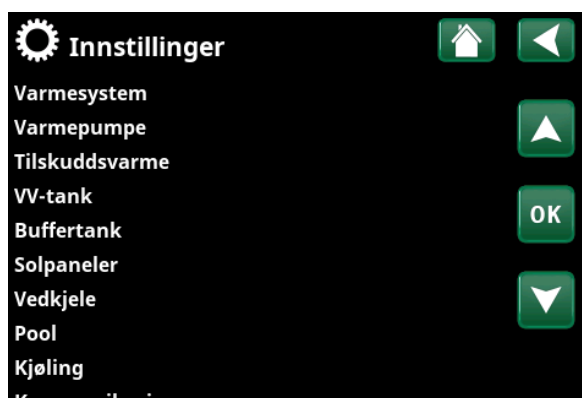 Innstillinger
Varmesystem
Varmepumpe
Tilskuddsvarme
VV-tank
OK
Buffertank
Solpaneler
Vedkjele
Pool
Kjøling